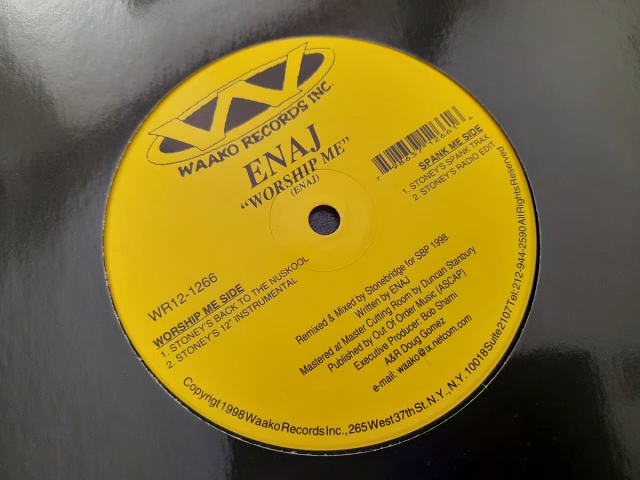 W
WAAKO RECORDS INC.
ENAJ
"WORSHIP ME"
(ENAJ)
SPANK ME SIDE
1. STONEY'S SPANK TRAX
2. STONEY'S RADIO EDIT
WR12-1266
WORSHIP ME SIDE
1. STONEY'S BACK TO THE NUSKOOL
2. STONEY'S 12" INSTRUMENTAL
Remixed & Mixed by Stonebridge for SBP 1998.
Written by ENAJ
Mastered at Master Cutting Room by Duncan Stanbury
Published by Out Of Order Music (ASCAP)
Executive Producer Bob Shami
A&R Doug Gomez
e-mail: waako@ix.netcom.com
Copyrigt 1998 Waako Records Inc., 265 West 37th St. N.Y., N.Y. 10018 Suite 2107 Tel: 212-944-2590 All Rights Reserved